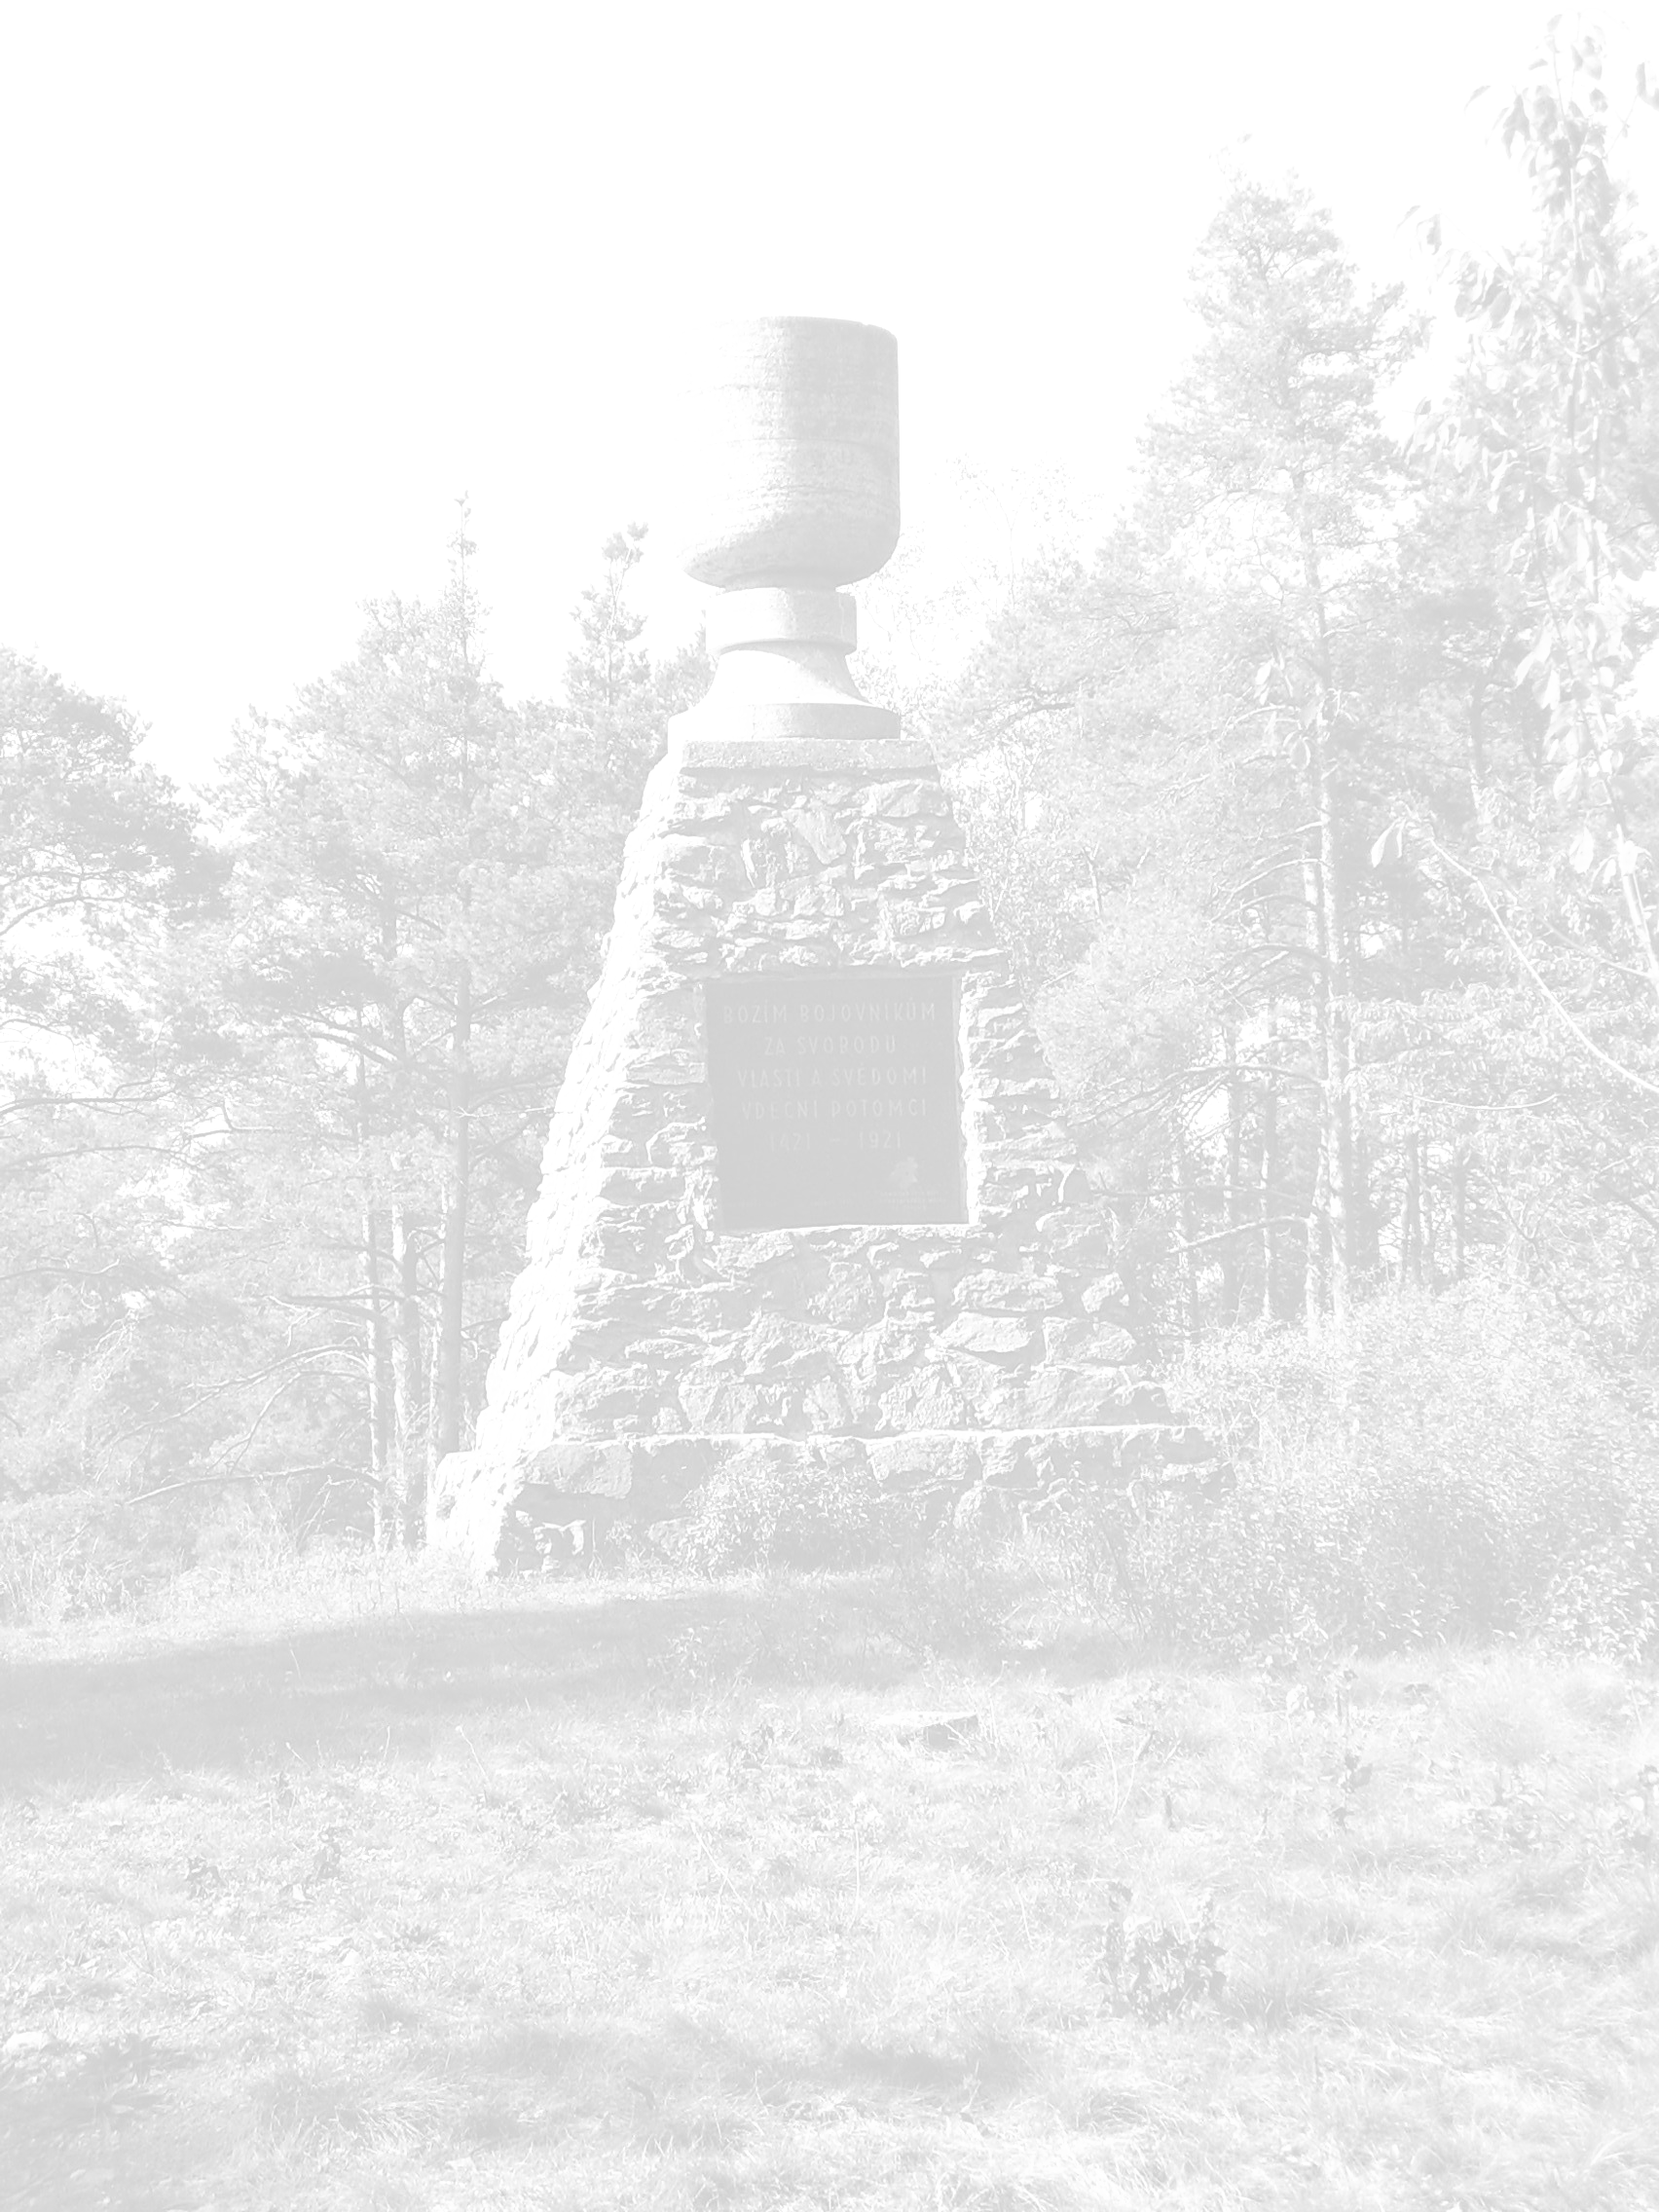 BOŽÍM BOJOVNÍKŮM
ZA SVOBODU
VLASTI A SVĚDOMÍ
VDĚČNÍ POTOMCI
1421 – 1921